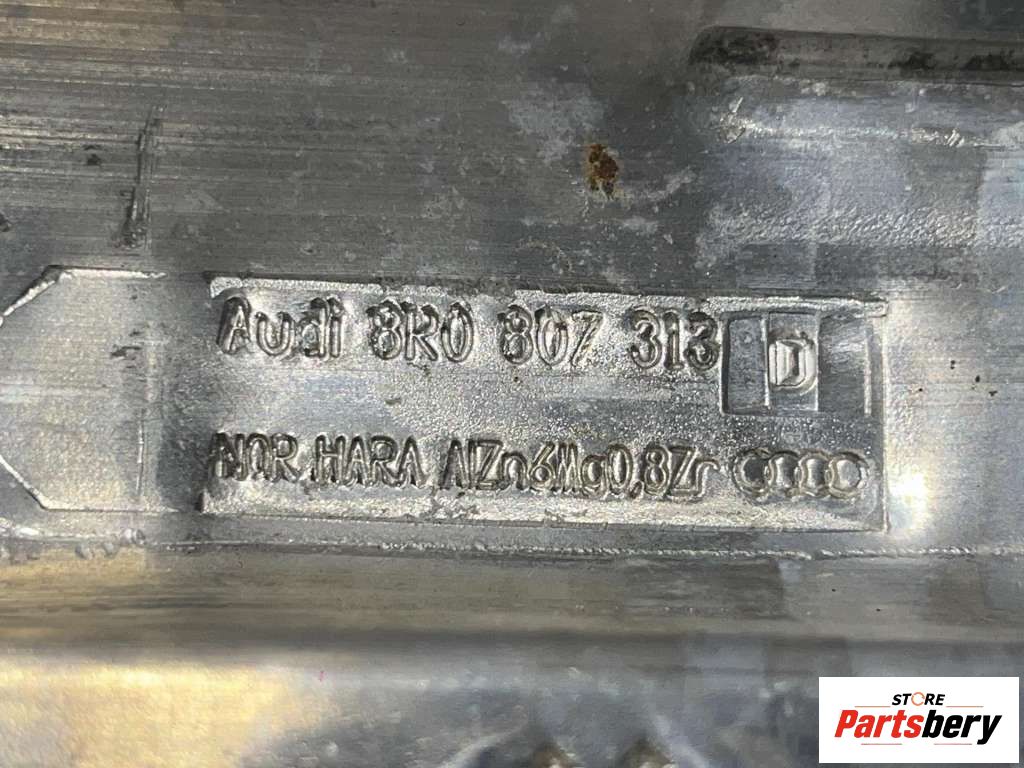 Audi 8R0 807 313 D
NOR HARA AlZn6Mg0,8Zr
STORE
Partsbery